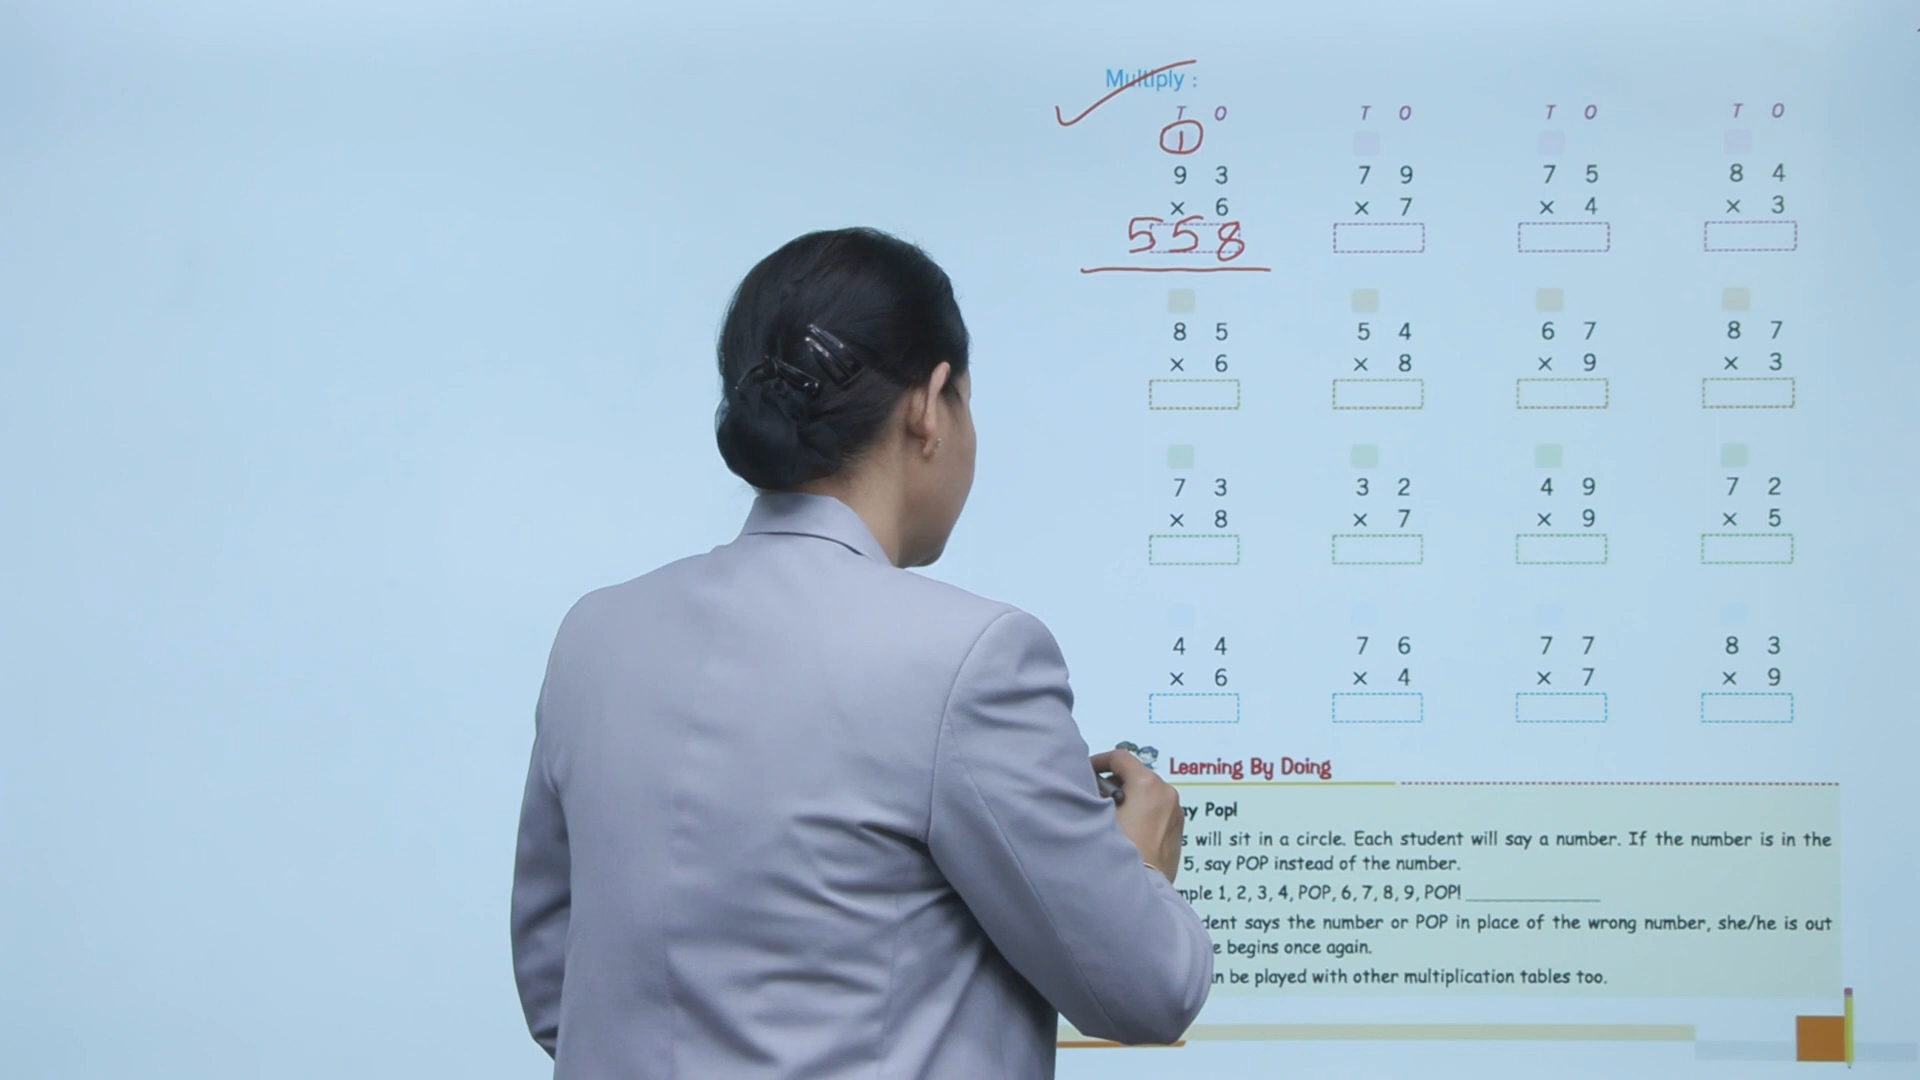 Multiply :
T O T O T O T O
1
9 3 7 9 7 5 8 4
× 6 × 7 × 4 × 3
558
8 5 5 4 6 7 8 7
× 6 × 8 × 9 × 3
7 3 3 2 4 9 7 2
× 8 × 7 × 9 × 5
4 4 7 6 7 7 8 3
× 6 × 4 × 7 × 9
Learning By Doing
Pop!
will sit in a circle. Each student will say a number. If the number is in the
5, say POP instead of the number.
1, 2, 3, 4, POP, 6, 7, 8, 9, POP!
says the number or POP in place of the wrong number, she/he is out
begins once again.
be played with other multiplication tables too.